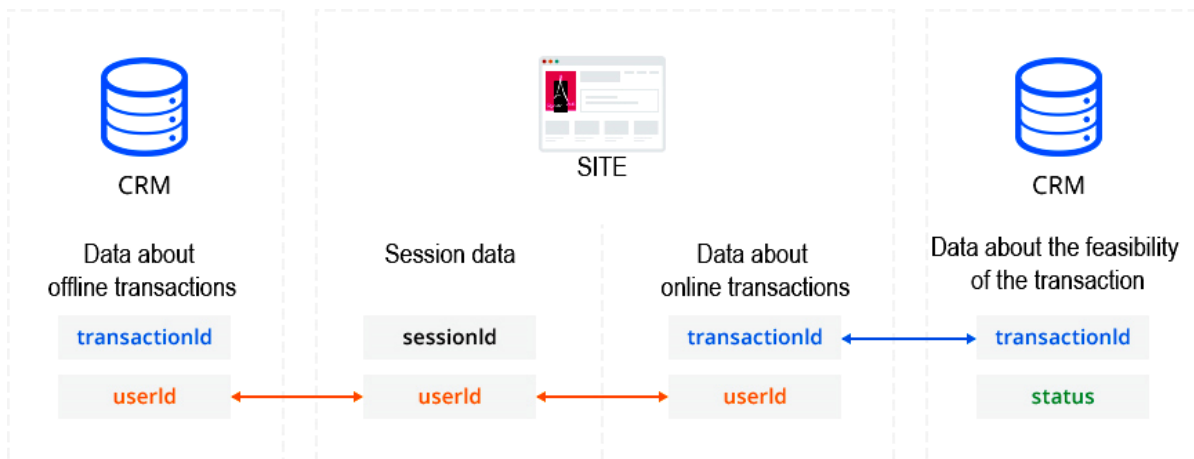 CRM
Data about
offline transactions
transactionId
userId
SITE
Session data
sessionId
userId
Data about
online transactions
transactionId
userId
CRM
Data about the feasibility
of the transaction
transactionId
status